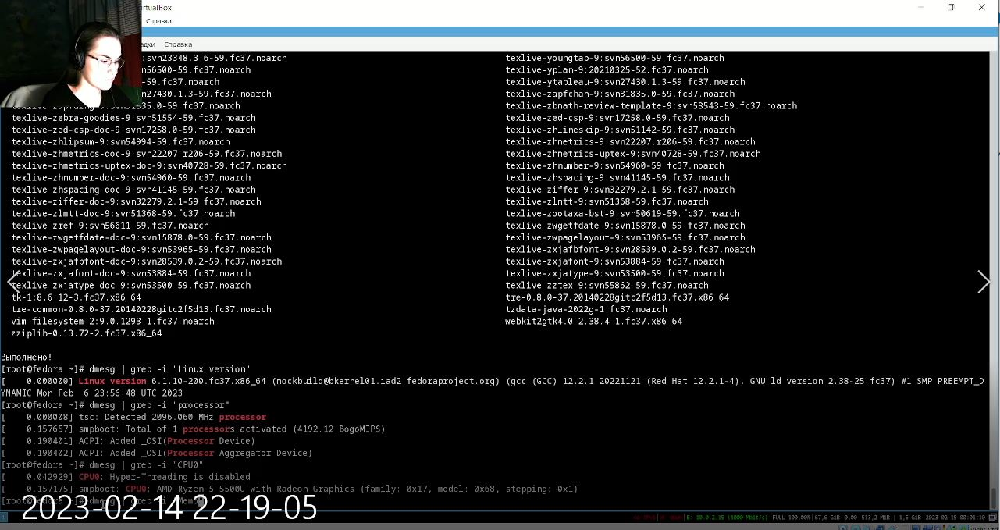 Справка
Справка
:svn23348.3.6-59.fc37.noarch texlive-youngtab-9:svn56500-59.fc37.noarch
n56500-59.fc37.noarch texlive-yplan-9:20210325-52.fc37.noarch
-59.fc37.noarch texlive-ytableau-9:svn27430.1.3-59.fc37.noarch
n27430.1.3-59.fc37.noarch texlive-zapfchan-9:svn31835.0-59.fc37.noarch
texlive-zapfding-9:svn31835.0-59.fc37.noarch texlive-zbmath-review-template-9:svn58543-59.fc37.noarch
texlive-zebra-goodies-9:svn51554-59.fc37.noarch texlive-zed-csp-9:svn17258.0-59.fc37.noarch
texlive-zed-csp-doc-9:svn17258.0-59.fc37.noarch texlive-zhlineskip-9:svn51142-59.fc37.noarch
texlive-zhlipsum-9:svn54994-59.fc37.noarch texlive-zhmetrics-9:svn22207.r206-59.fc37.noarch
texlive-zhmetrics-doc-9:svn22207.r206-59.fc37.noarch texlive-zhmetrics-uptex-9:svn40728-59.fc37.noarch
texlive-zhmetrics-uptex-doc-9:svn40728-59.fc37.noarch texlive-zhnumber-9:svn54960-59.fc37.noarch
texlive-zhnumber-doc-9:svn54960-59.fc37.noarch texlive-zhspacing-9:svn41145-59.fc37.noarch
texlive-zhspacing-doc-9:svn41145-59.fc37.noarch texlive-ziffer-9:svn32279.2.1-59.fc37.noarch
texlive-ziffer-doc-9:svn32279.2.1-59.fc37.noarch texlive-zlmtt-9:svn51368-59.fc37.noarch
texlive-zlmtt-doc-9:svn51368-59.fc37.noarch texlive-zootaxa-bst-9:svn50619-59.fc37.noarch
texlive-zref-9:svn56611-59.fc37.noarch texlive-zwgetfdate-9:svn15878.0-59.fc37.noarch
texlive-zwgetfdate-doc-9:svn15878.0-59.fc37.noarch texlive-zwpagelayout-9:svn53965-59.fc37.noarch
texlive-zwpagelayout-doc-9:svn53965-59.fc37.noarch texlive-zxjafbfont-9:svn28539.0.2-59.fc37.noarch
texlive-zxjafbfont-doc-9:svn28539.0.2-59.fc37.noarch texlive-zxjafont-9:svn53884-59.fc37.noarch
texlive-zxjafont-doc-9:svn53884-59.fc37.noarch texlive-zxjatype-9:svn53500-59.fc37.noarch
texlive-zxjatype-doc-9:svn53500-59.fc37.noarch texlive-zztex-9:svn55862-59.fc37.noarch
tk-1:8.6.12-3.fc37.x86_64 tre-0.8.0-37.20140228gitc2f5d13.fc37.x86_64
tre-common-0.8.0-37.20140228gitc2f5d13.fc37.noarch tzdata-java-2022g-1.fc37.noarch
vim-filesystem-2:9.0.1293-1.fc37.noarch webkit2gtk4.0-2.38.4-1.fc37.x86_64
zziplib-0.13.72-2.fc37.x86_64
Выполнено!
[root@fedora ~]# dmesg | grep -i "Linux version"
[    0.000000] Linux version 6.1.10-200.fc37.x86_64 (mockbuild@bkernel01.iad2.fedoraproject.org) (gcc (GCC) 12.2.1 20221121 (Red Hat 12.2.1-4), GNU ld version 2.38-25.fc37) #1 SMP PREEMPT_D
YNAMIC Mon Feb  6 23:56:48 UTC 2023
[root@fedora ~]# dmesg | grep -i "processor"
[    0.000008] tsc: Detected 2096.060 MHz processor
[    0.157657] smpboot: Total of 1 processors activated (4192.12 BogoMIPS)
[    0.190401] ACPI: Added _OSI(Processor Device)
[    0.190402] ACPI: Added _OSI(Processor Aggregator Device)
[root@fedora ~]# dmesg | grep -i "CPU0"
[    0.042929] CPU0: Hyper-Threading is disabled
[    0.157175] smpboot: CPU0: AMD Ryzen 5 5500U with Radeon Graphics (family: 0x17, model: 0x68, stepping: 0x1)
[root@fedora ~]# dmesg | grep -i "Memo
2023-02-14 22-19-05
E: 10.0.2.15 (1000 Mbit/s) | FULL 100,00% | 67,6 GiB | 0,00 | 513,2 MiB | 1,5 GiB | 2023-02-15 00:01:10